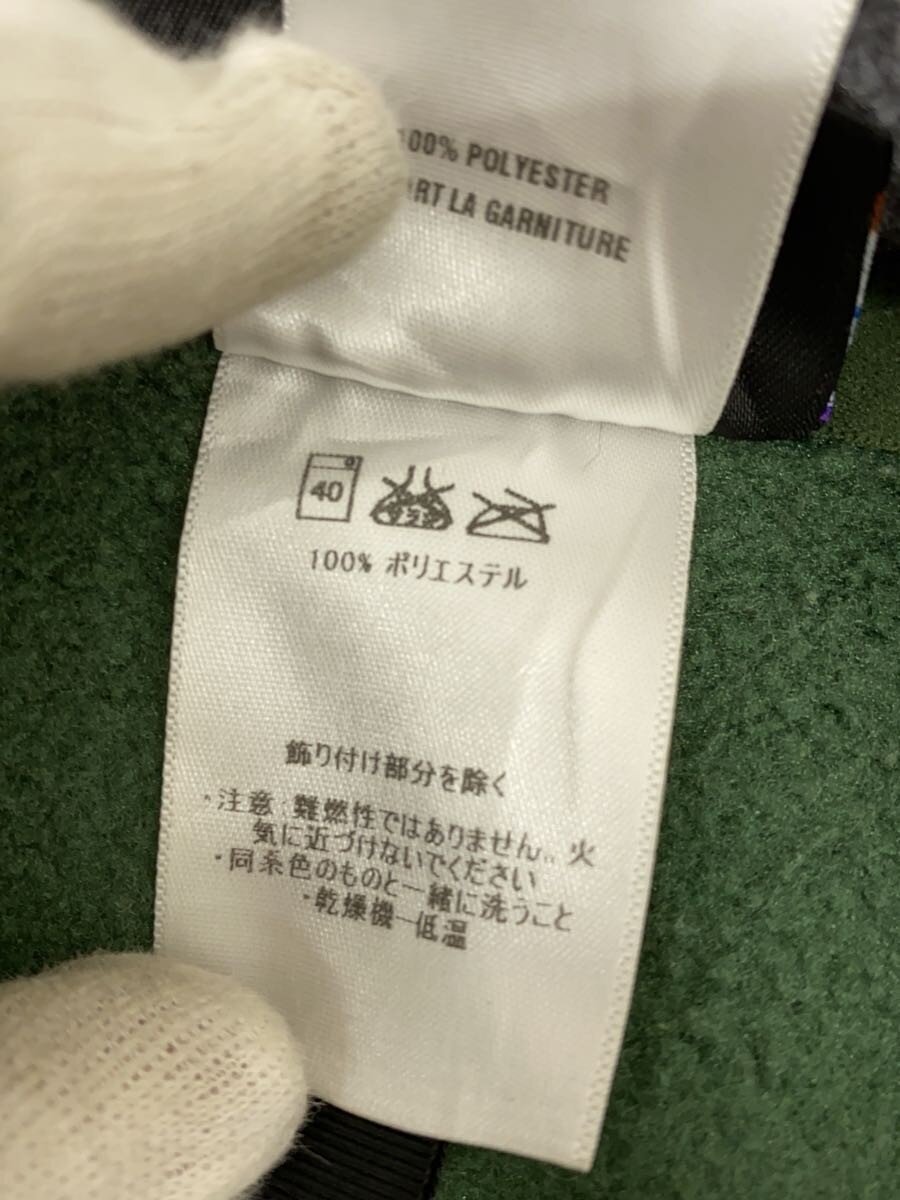 100% POLYESTER
LA GARNITURE
40
100% ポリエステル
飾り付け部分を除く
・注意:難燃性ではありません。火
気に近づけないでください
・同系色のものと一緒に洗うこと
・乾燥機―低温